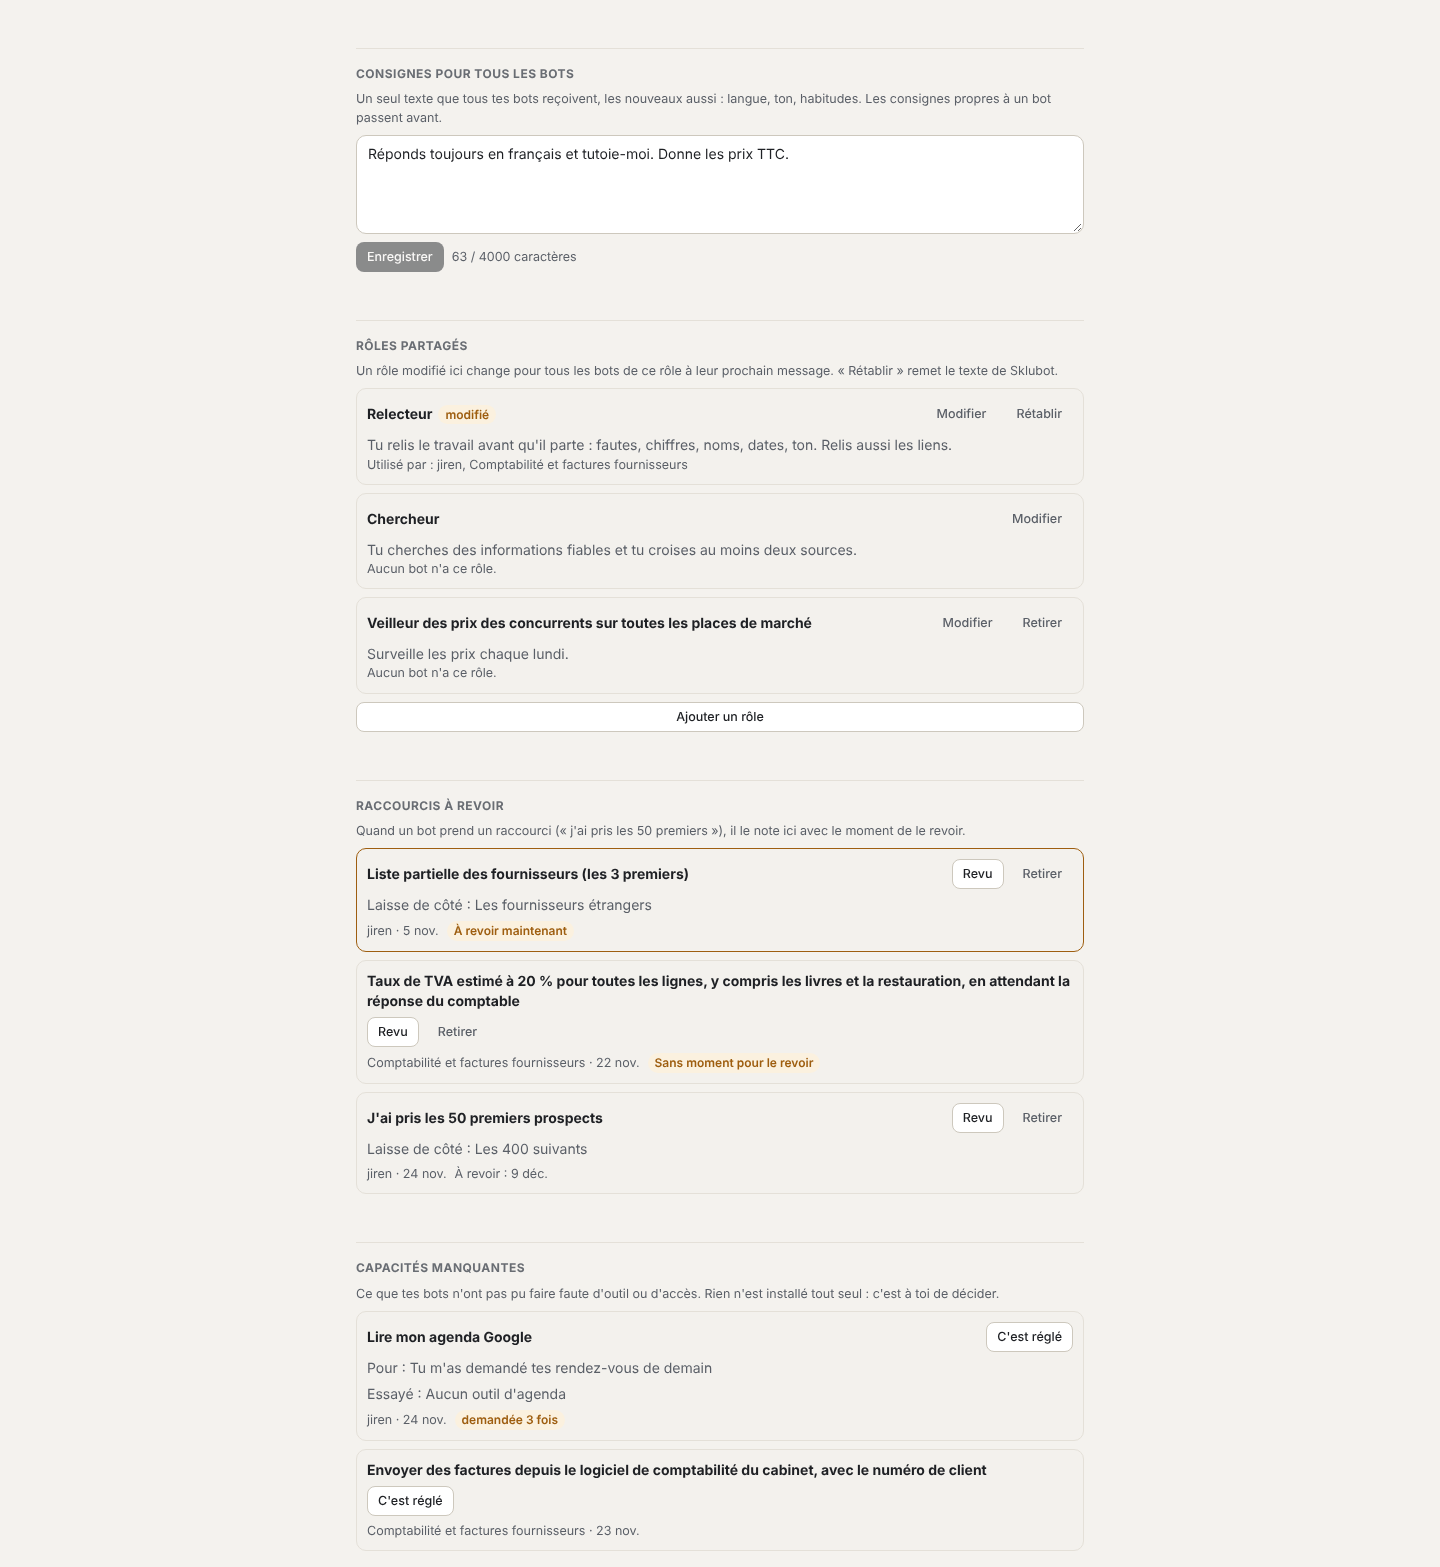 CONSIGNES POUR TOUS LES BOTS
Un seul texte que tous tes bots reçoivent, les nouveaux aussi : langue, ton, habitudes. Les consignes propres à un bot
passent avant.
Réponds toujours en français et tutoie-moi. Donne les prix TTC.
Enregistrer 63 / 4000 caractères
RÔLES PARTAGÉS
Un rôle modifié ici change pour tous les bots de ce rôle à leur prochain message. « Rétablir » remet le texte de Sklubot.
Relecteur modifié Modifier Rétablir
Tu relis le travail avant qu'il parte : fautes, chiffres, noms, dates, ton. Relis aussi les liens.
Utilisé par : jiren, Comptabilité et factures fournisseurs
Chercheur Modifier
Tu cherches des informations fiables et tu croises au moins deux sources.
Aucun bot n'a ce rôle.
Veilleur des prix des concurrents sur toutes les places de marché Modifier Retirer
Surveille les prix chaque lundi.
Aucun bot n'a ce rôle.
Ajouter un rôle
RACCOURCIS À REVOIR
Quand un bot prend un raccourci (« j'ai pris les 50 premiers »), il le note ici avec le moment de le revoir.
Liste partielle des fournisseurs (les 3 premiers) Revu Retirer
Laisse de côté : Les fournisseurs étrangers
jiren · 5 nov. À revoir maintenant
Taux de TVA estimé à 20 % pour toutes les lignes, y compris les livres et la restauration, en attendant la
réponse du comptable
Revu Retirer
Comptabilité et factures fournisseurs · 22 nov. Sans moment pour le revoir
J'ai pris les 50 premiers prospects Revu Retirer
Laisse de côté : Les 400 suivants
jiren · 24 nov. À revoir : 9 déc.
CAPACITÉS MANQUANTES
Ce que tes bots n'ont pas pu faire faute d'outil ou d'accès. Rien n'est installé tout seul : c'est à toi de décider.
Lire mon agenda Google C'est réglé
Pour : Tu m'as demandé tes rendez-vous de demain
Essayé : Aucun outil d'agenda
jiren · 24 nov. demandée 3 fois
Envoyer des factures depuis le logiciel de comptabilité du cabinet, avec le numéro de client
C'est réglé
Comptabilité et factures fournisseurs · 23 nov.